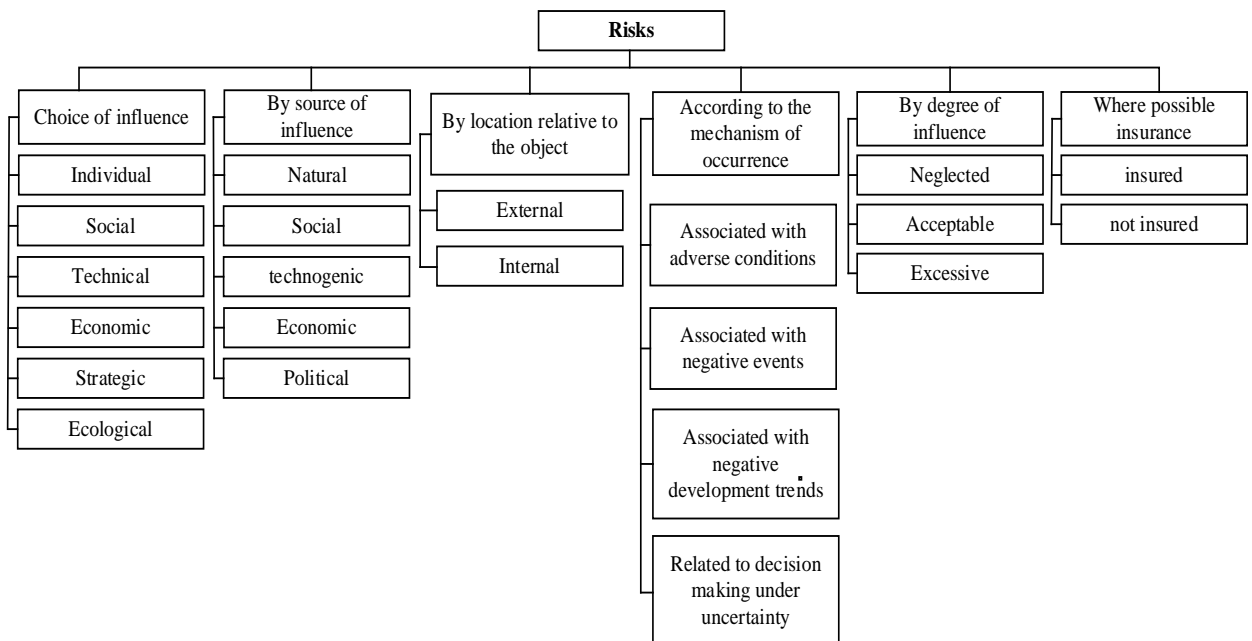 Risks
Choice of influence
Individual
Social
Technical
Economic
Strategic
Ecological
By source of
influence
Natural
Social
technogenic
Economic
Political
By location relative to
the object
External
Internal
According to the
mechanism of
occurrence
Associated with
adverse conditions
Associated with
negative events
Associated with
negative
development trends
Related to decision
making under
uncertainty
By degree of
influence
Neglected
Acceptable
Excessive
Where possible
insurance
insured
not insured